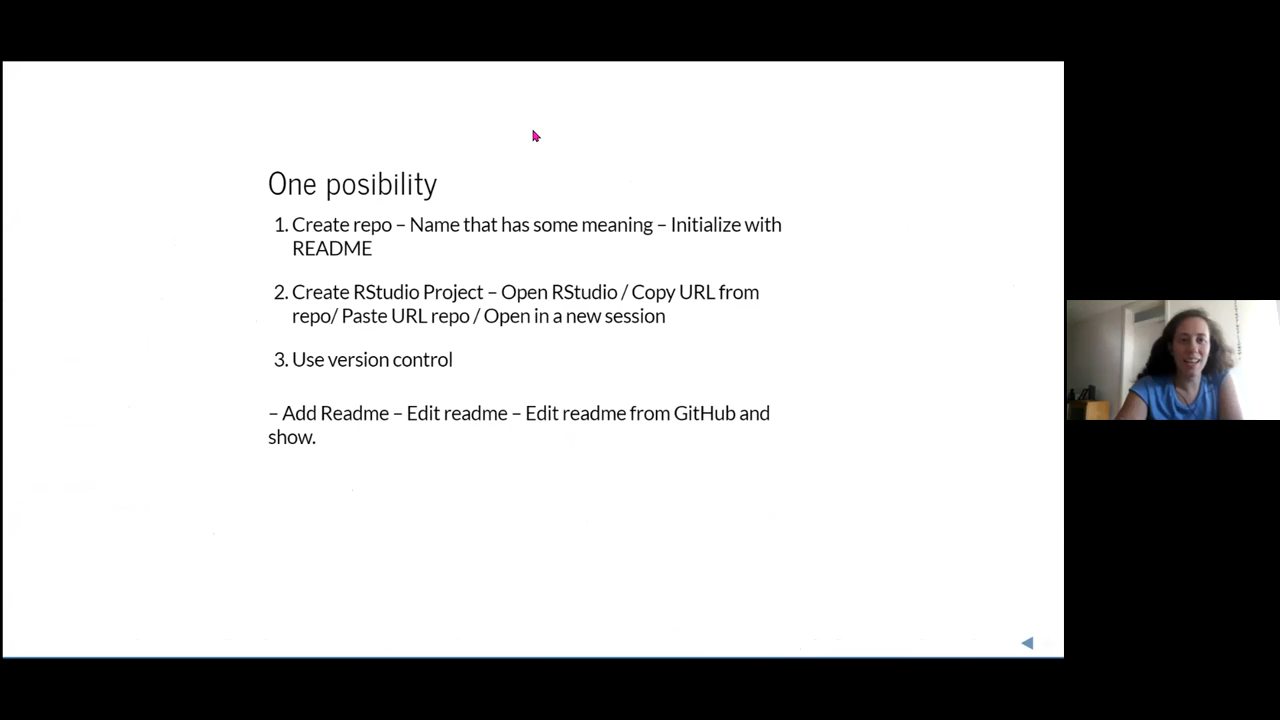 One posibility
1. Create repo – Name that has some meaning – Initialize with
README
2. Create RStudio Project – Open RStudio / Copy URL from
repo/ Paste URL repo / Open in a new session
3. Use version control
– Add Readme – Edit readme – Edit readme from GitHub and
show.